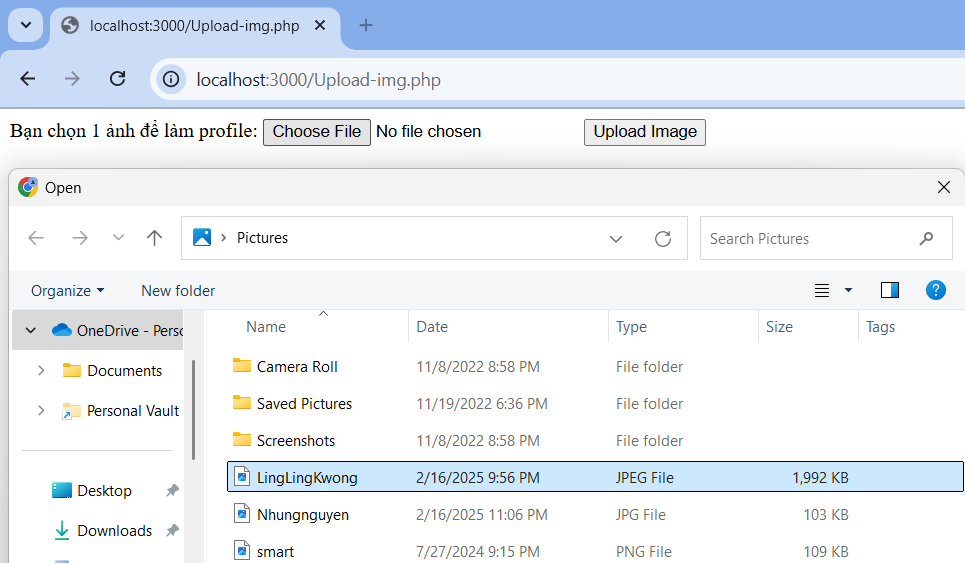 localhost:3000/Upload-img.php
localhost:3000/Upload-img.php
Bạn chọn 1 ảnh để làm profile: Choose File No file chosen Upload Image
Open
Pictures Search Pictures
Organize New folder
Name Date Type Size Tags
OneDrive - Perso
Documents
Personal Vault
Desktop
Downloads
Camera Roll 11/8/2022 8:58 PM File folder
Saved Pictures 11/19/2022 6:36 PM File folder
Screenshots 11/8/2022 8:58 PM File folder
LingLingKwong 2/16/2025 9:56 PM JPEG File 1,992 KB
Nhungnguyen 2/16/2025 11:06 PM JPG File 103 KB
smart 7/27/2024 9:15 PM PNG File 109 KB